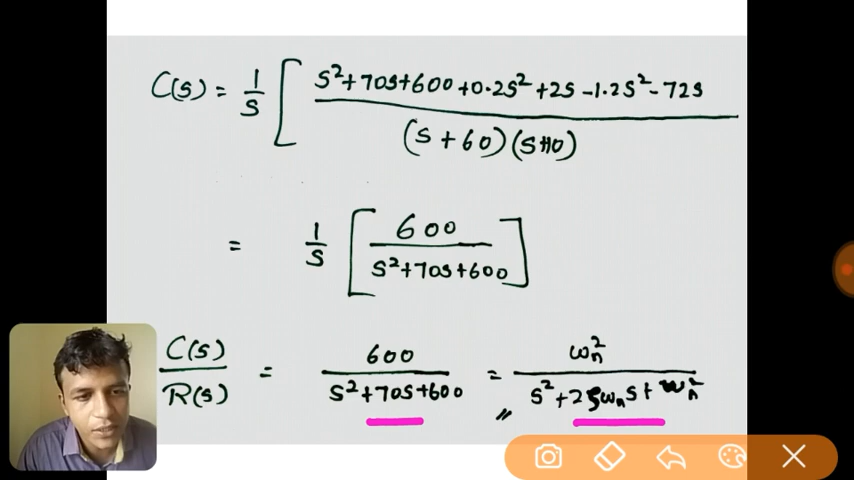 C(s) = 1/s [ (s²+70s+600+0.2s²+2s-1.2s²-72s) / ((s+60)(s+10)) ]
= 1/s [ 600 / (s²+70s+600) ]
C(s)/R(s) = 600 / (s²+70s+600) = ωn² / (s²+2ζωns+ωn²)